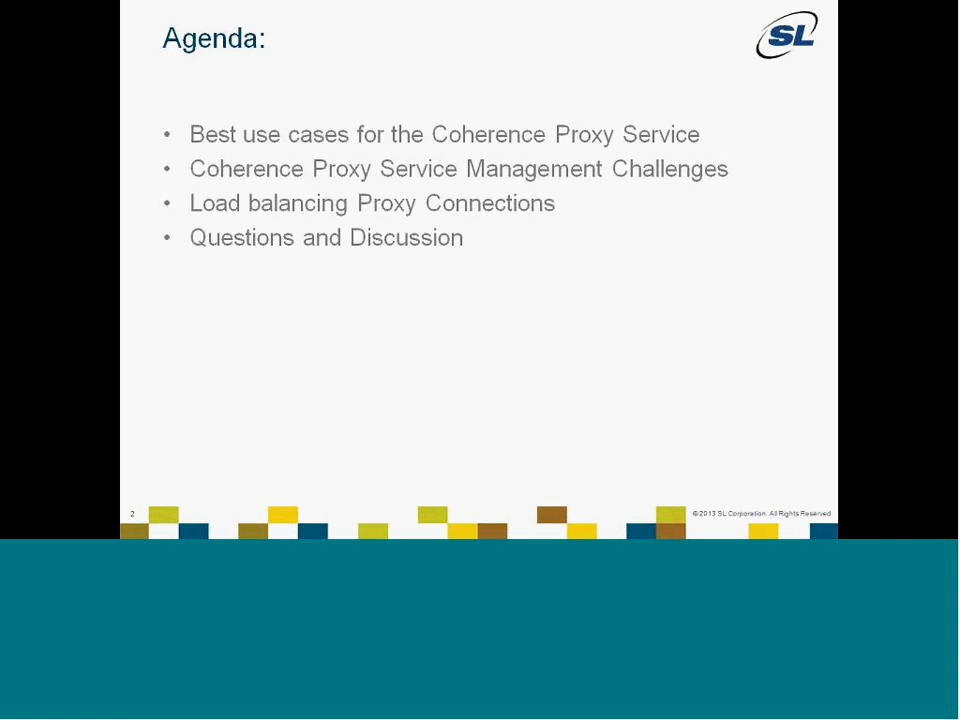 Agenda:
SL
• Best use cases for the Coherence Proxy Service
• Coherence Proxy Service Management Challenges
• Load balancing Proxy Connections
• Questions and Discussion
2
© 2013 SL Corporation. All Rights Reserved